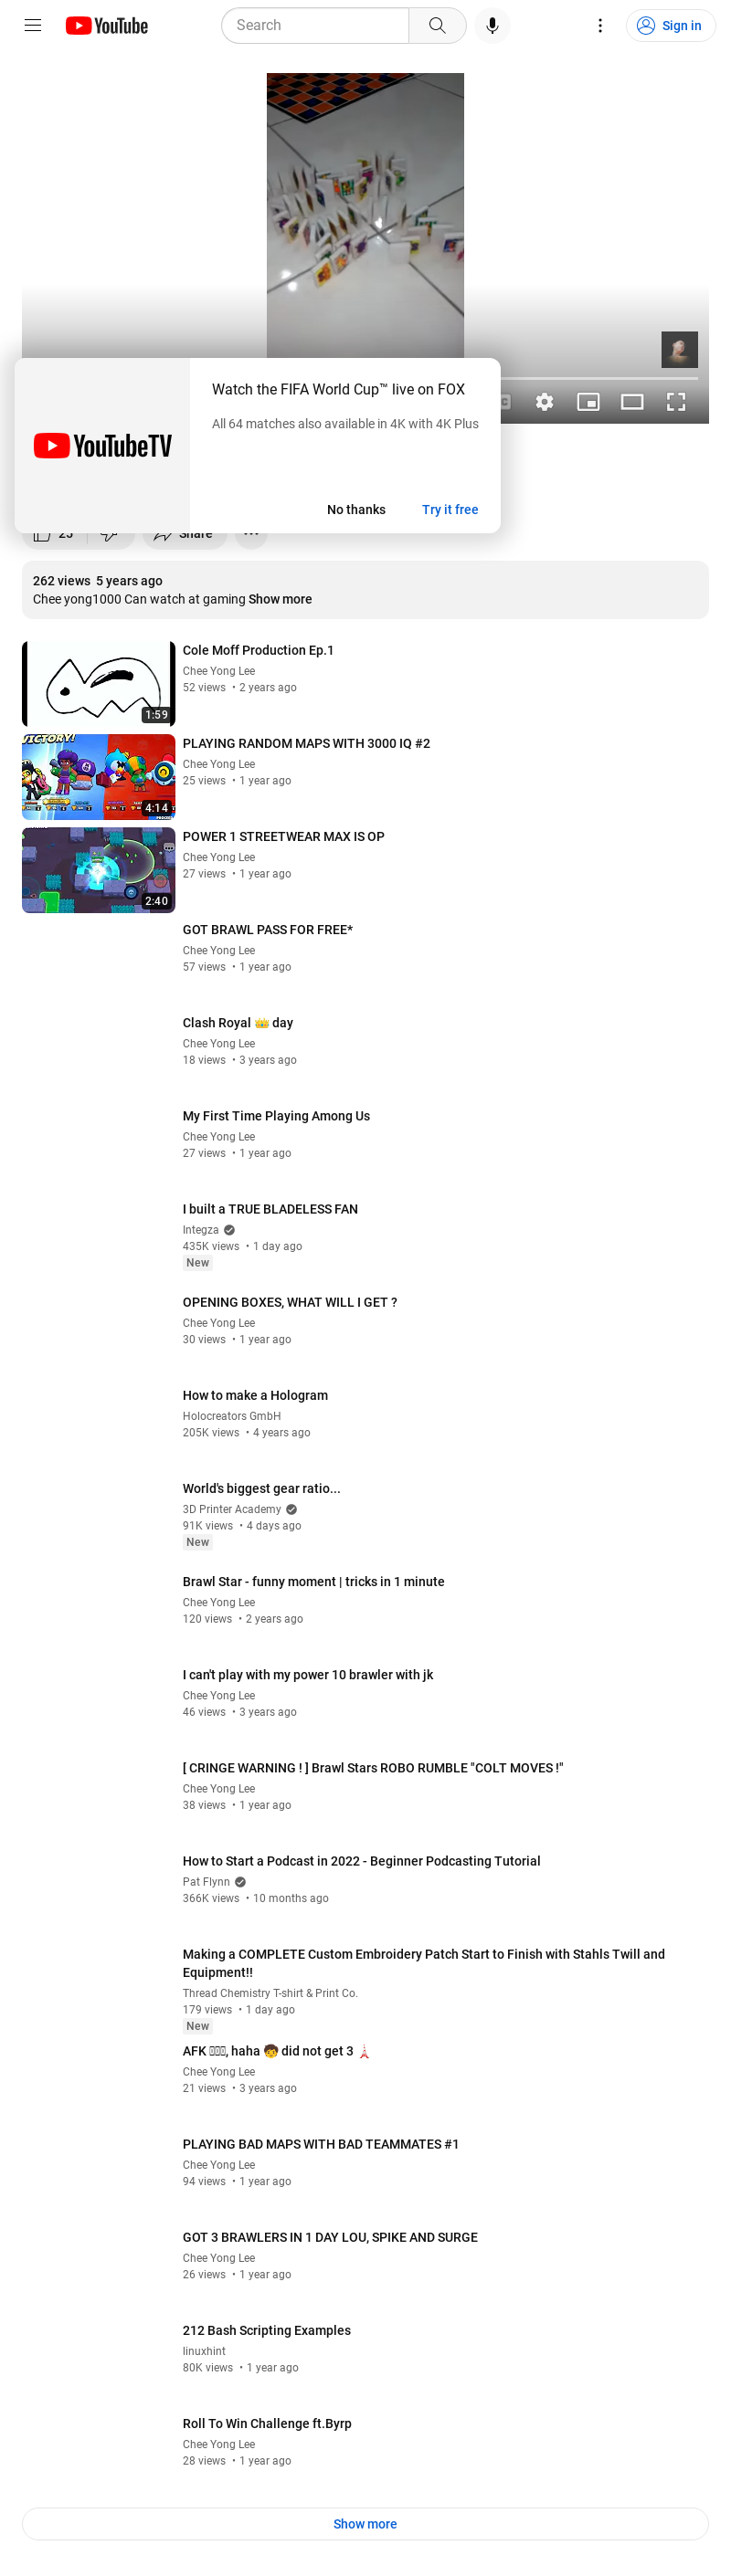 YouTube
Search
Sign in
Watch the FIFA World Cup™ live on FOX
All 64 matches also available in 4K with 4K Plus
YouTubeTV
No thanks
Try it free
25
Share
262 views 5 years ago
Chee yong1000 Can watch at gaming Show more
Cole Moff Production Ep.1
Chee Yong Lee
52 views • 2 years ago
1:59
VICTORY!
PLAYING RANDOM MAPS WITH 3000 IQ #2
Chee Yong Lee
25 views • 1 year ago
4:14
POWER 1 STREETWEAR MAX IS OP
Chee Yong Lee
27 views • 1 year ago
2:40
GOT BRAWL PASS FOR FREE*
Chee Yong Lee
57 views • 1 year ago
Clash Royal 👑 day
Chee Yong Lee
18 views • 3 years ago
My First Time Playing Among Us
Chee Yong Lee
27 views • 1 year ago
I built a TRUE BLADELESS FAN
Integza
435K views • 1 day ago
New
OPENING BOXES, WHAT WILL I GET ?
Chee Yong Lee
30 views • 1 year ago
How to make a Hologram
Holocreators GmbH
205K views • 4 years ago
World's biggest gear ratio...
3D Printer Academy
91K views • 4 days ago
New
Brawl Star - funny moment | tricks in 1 minute
Chee Yong Lee
120 views • 2 years ago
I can't play with my power 10 brawler with jk
Chee Yong Lee
46 views • 3 years ago
[ CRINGE WARNING ! ] Brawl Stars ROBO RUMBLE "COLT MOVES !"
Chee Yong Lee
38 views • 1 year ago
How to Start a Podcast in 2022 - Beginner Podcasting Tutorial
Pat Flynn
366K views • 10 months ago
Making a COMPLETE Custom Embroidery Patch Start to Finish with Stahls Twill and
Equipment!!
Thread Chemistry T-shirt & Print Co.
179 views • 1 day ago
New
AFK , haha 🧒 did not get 3 🗼
Chee Yong Lee
21 views • 3 years ago
PLAYING BAD MAPS WITH BAD TEAMMATES #1
Chee Yong Lee
94 views • 1 year ago
GOT 3 BRAWLERS IN 1 DAY LOU, SPIKE AND SURGE
Chee Yong Lee
26 views • 1 year ago
212 Bash Scripting Examples
linuxhint
80K views • 1 year ago
Roll To Win Challenge ft.Byrp
Chee Yong Lee
28 views • 1 year ago
Show more